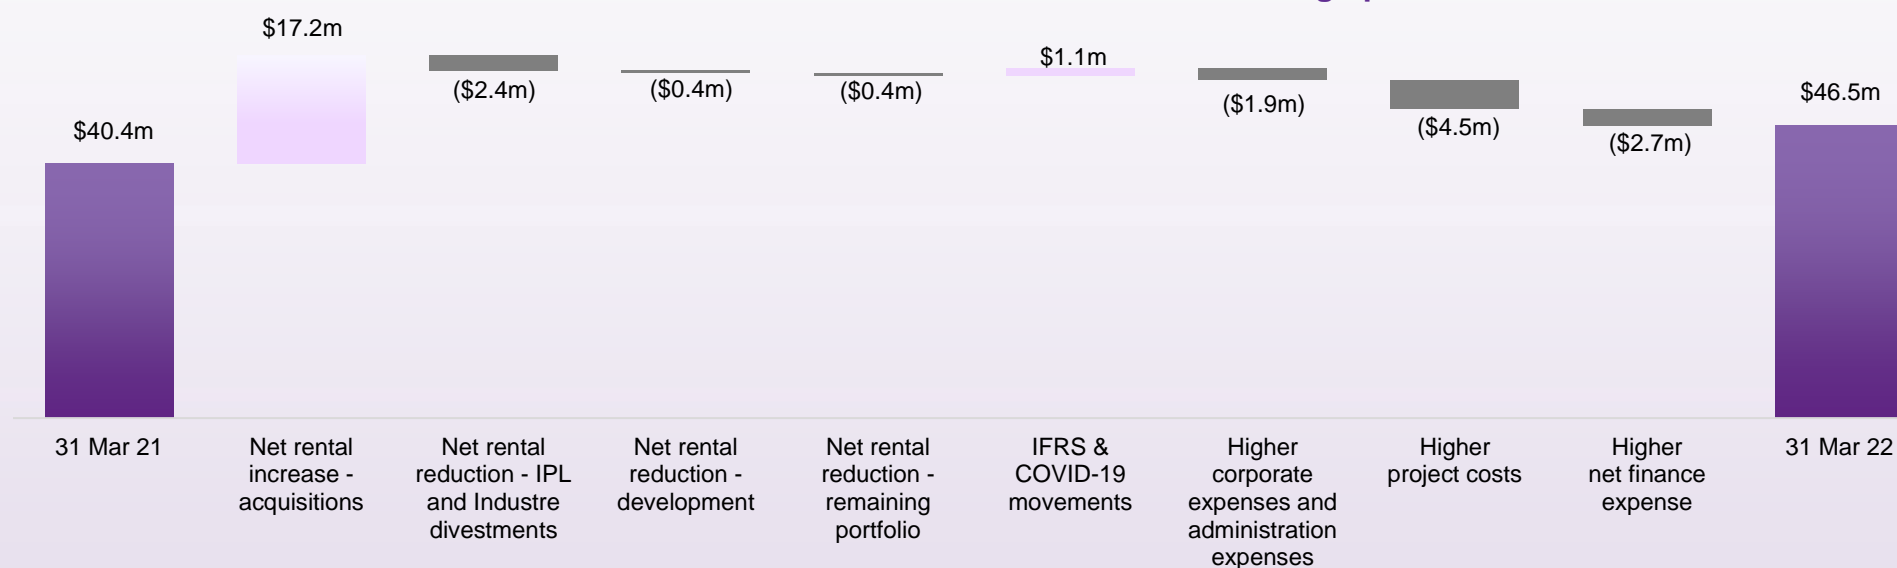 $17.2m
$1.1m
($2.4m)
($0.4m)
($0.4m)
($1.9m)
$46.5m
$40.4m
($4.5m)
($2.7m)
31 Mar 21
Net rental
increase -
acquisitions
Net rental
reduction - IPL
and Industre
divestments
Net rental
reduction -
development
Net rental
reduction -
remaining
portfolio
IFRS &
COVID-19
movements
Higher
corporate
expenses and
administration
expenses
Higher
project costs
Higher
net finance
expense
31 Mar 22